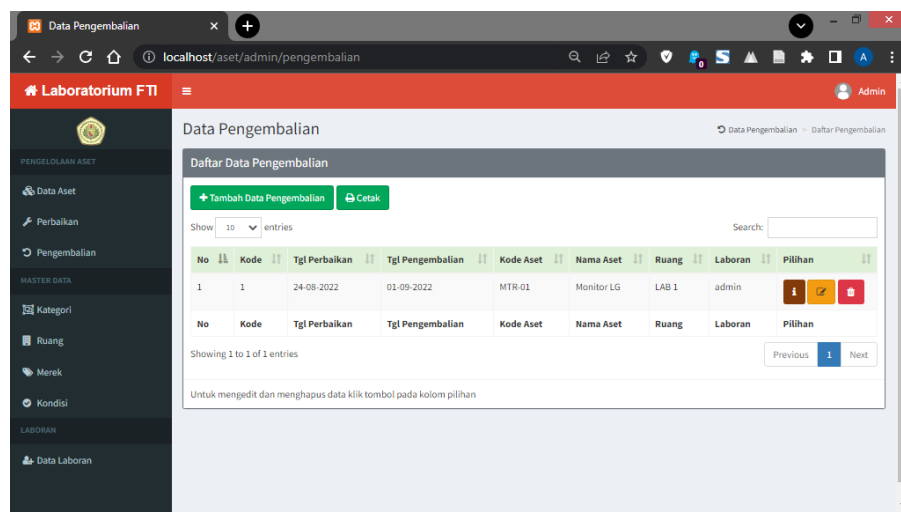 Data Pengembalian
localhost/aset/admin/pengembalian
0
A
Laboratorium FTI
Admin
PENGELOLAAN ASET
Data Aset
Perbaikan
Pengembalian
MASTER DATA
Kategori
Ruang
Merek
Kondisi
LABORAN
Data Laboran
Data Pengembalian
Data Pengembalian > Daftar Pengembalian
Daftar Data Pengembalian
Tambah Data Pengembalian Cetak
Show 10 entries Search:
No Kode Tgl Perbaikan Tgl Pengembalian Kode Aset Nama Aset Ruang Laboran Pilihan
1 1 24-08-2022 01-09-2022 MTR-01 Monitor LG LAB 1 admin
No Kode Tgl Perbaikan Tgl Pengembalian Kode Aset Nama Aset Ruang Laboran Pilihan
Showing 1 to 1 of 1 entries Previous 1 Next
Untuk mengedit dan menghapus data klik tombol pada kolom pilihan